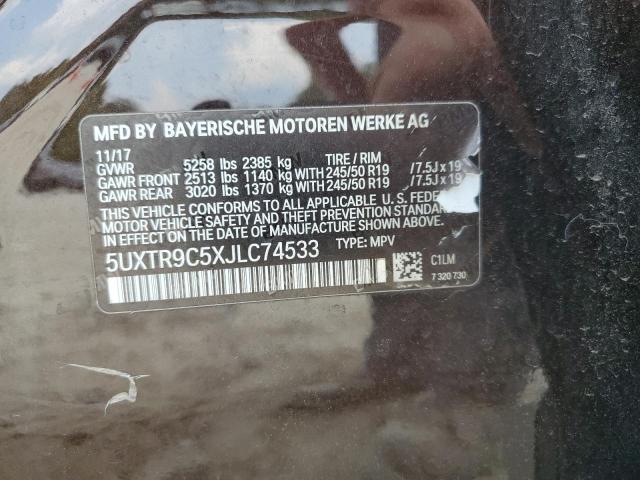 MFD BY BAYERISCHE MOTOREN WERKE AG
11/17
GVWR 5258 lbs 2385 kg TIRE / RIM
GAWR FRONT 2513 lbs 1140 kg WITH 245/50 R19 /7.5J x 19
GAWR REAR 3020 lbs 1370 kg WITH 245/50 R19 /7.5J x 19
THIS VEHICLE CONFORMS TO ALL APPLICABLE U. S. FEDE
MOTOR VEHICLE SAFETY AND THEFT PREVENTION STANDA
IN EFFECT ON THE DATE OF MANUFACTURE SHOWN ABOVE.
5UXTR9C5XJLC74533 TYPE: MPV
C1LM
7 320 730